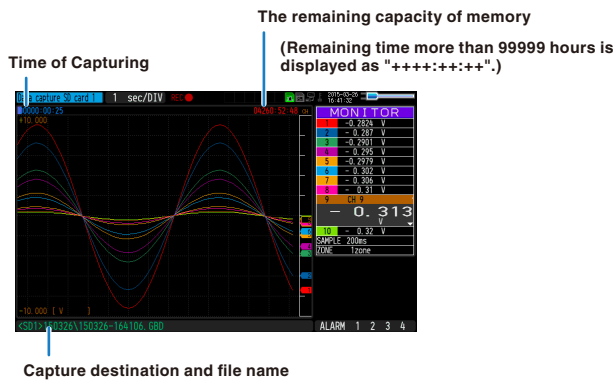 The remaining capacity of memory
(Remaining time more than 99999 hours is
displayed as "++++:++:++".)
Time of Capturing
Data capture SD card 1 1 sec/DIV REC
2015-03-26
16:41:32
0000:00:25 04260:52:40 CH
+10.000
MONITOR
1 -0.2824 V
2 - 0.287 V
3 -0.2901 V
4 - 0.295 V
5 -0.2979 V
6 - 0.302 V
7 - 0.306 V
8 - 0.31 V
9 CH 9
- 0.313
V
10 - 0.32 V
SAMPLE 200ms
ZONE 1zone
-10.000 [ V ]
<SD1>150326\150326-164106.GBD
ALARM 1 2 3 4
Capture destination and file name